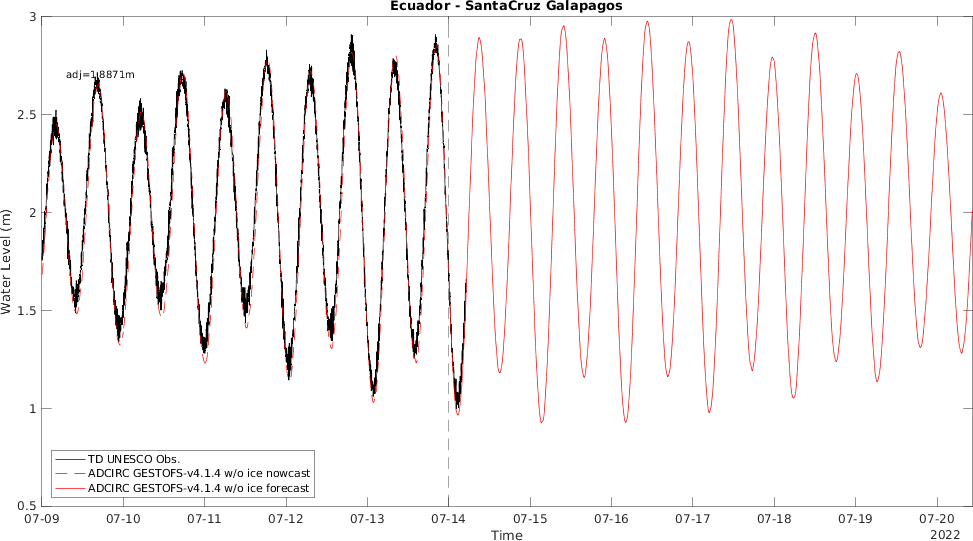 Ecuador - SantaCruz Galapagos
3
adj=1.8871m
2.5
2
Water Level (m)
1.5
1
TD UNESCO Obs.
ADCIRC GESTOFS-v4.1.4 w/o ice nowcast
ADCIRC GESTOFS-v4.1.4 w/o ice forecast
0.5
07-09 07-10 07-11 07-12 07-13 07-14 07-15 07-16 07-17 07-18 07-19 07-20
Time
2022